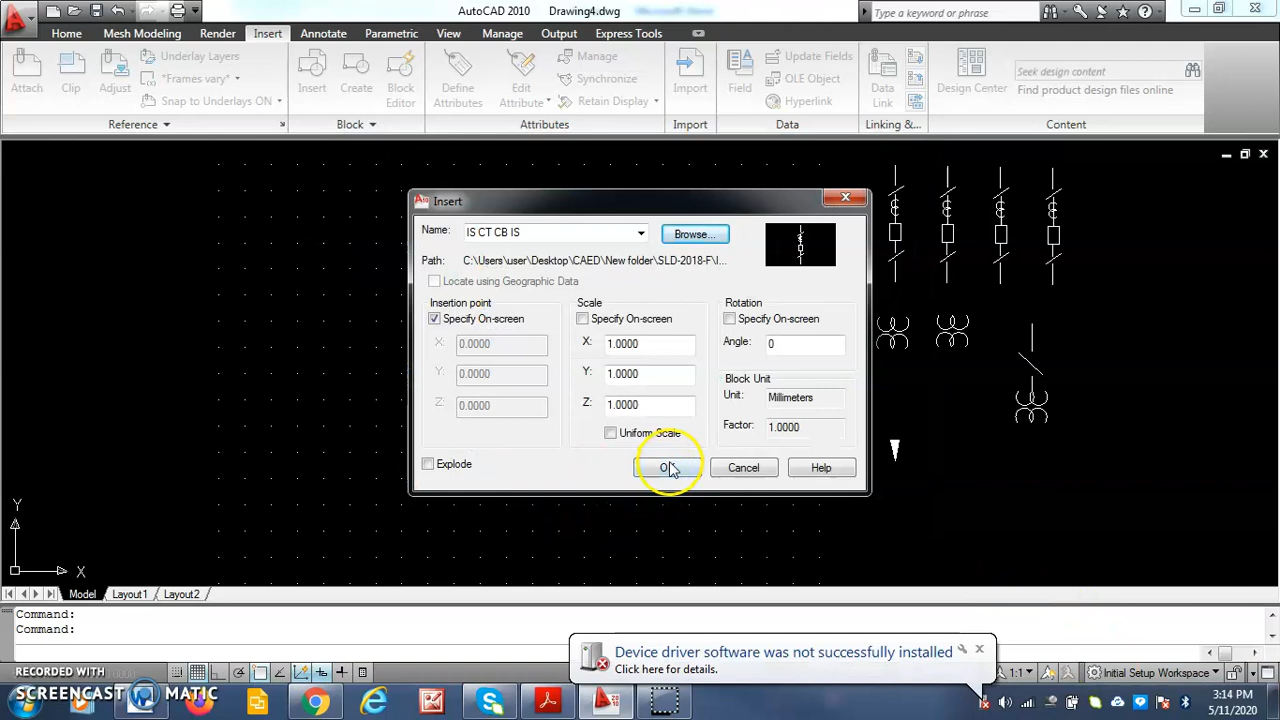 AutoCAD 2010 Drawing4.dwg
Type a keyword or phrase
Home Mesh Modeling Render Insert Annotate Parametric View Manage Output Express Tools
Underlay Layers
*Frames vary*
Snap to Underlays ON
Attach Clip Adjust
Insert Create Block Editor
Define Attributes
Edit Attribute
Manage
Synchronize
Retain Display
Import
Field
Update Fields
OLE Object
Hyperlink
Data Link
Design Center
Seek design content
Find product design files online
Reference Block Attributes Import Data Linking &... Content
Insert
Name: IS CT CB IS Browse...
Path: C:\Users\user\Desktop\CAED\New folder\SLD-2018-F\I...
Locate using Geographic Data
Insertion point Scale Rotation
Specify On-screen Specify On-screen Specify On-screen
X: 0.0000 X: 1.0000 Angle: 0
Y: 0.0000 Y: 1.0000
Block Unit
Unit: Millimeters
Z: 0.0000 Z: 1.0000
Factor: 1.0000
Uniform Scale
Explode OK Cancel Help
Y
X
Model Layout1 Layout2
Command:
Command:
Device driver software was not successfully installed
Click here for details.
1:1 Initial Setup Workspace
RECORDED WITH
SCREENCAST MATIC
3:14 PM
5/11/2020